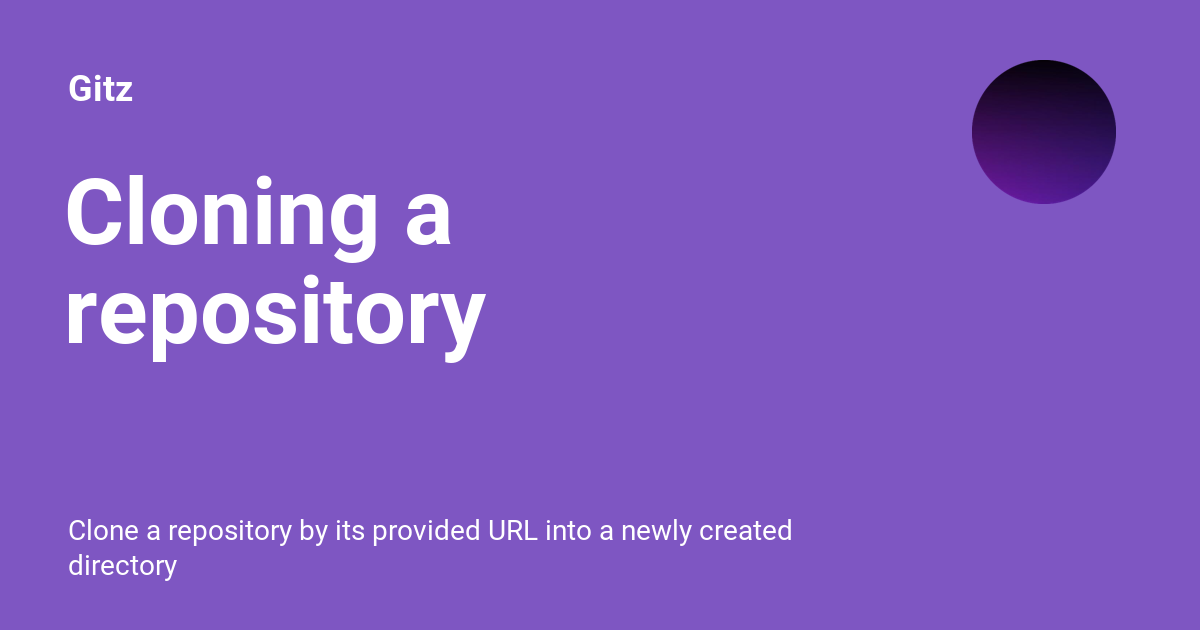 Gitz
Cloning a
repository
Clone a repository by its provided URL into a newly created
directory